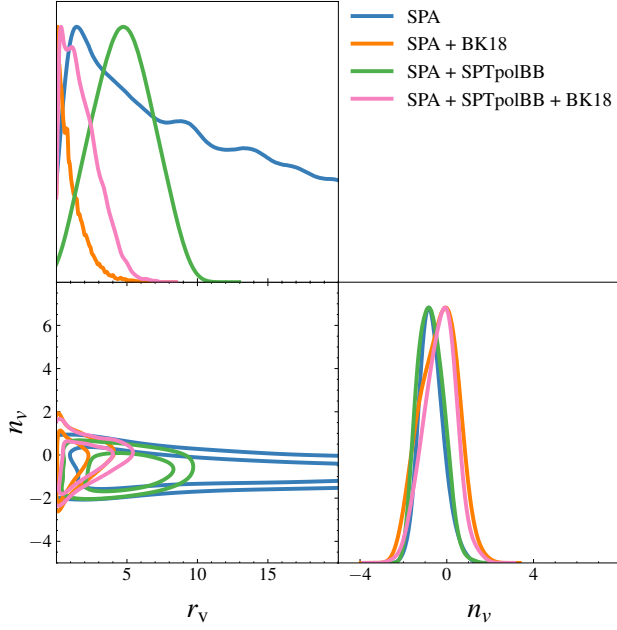 SPA
SPA + BK18
SPA + SPTpolBB
SPA + SPTpolBB + BK18
6
4
2
0
−2
−4
n_v
5 10 15
r_v
−4 0 4
n_v